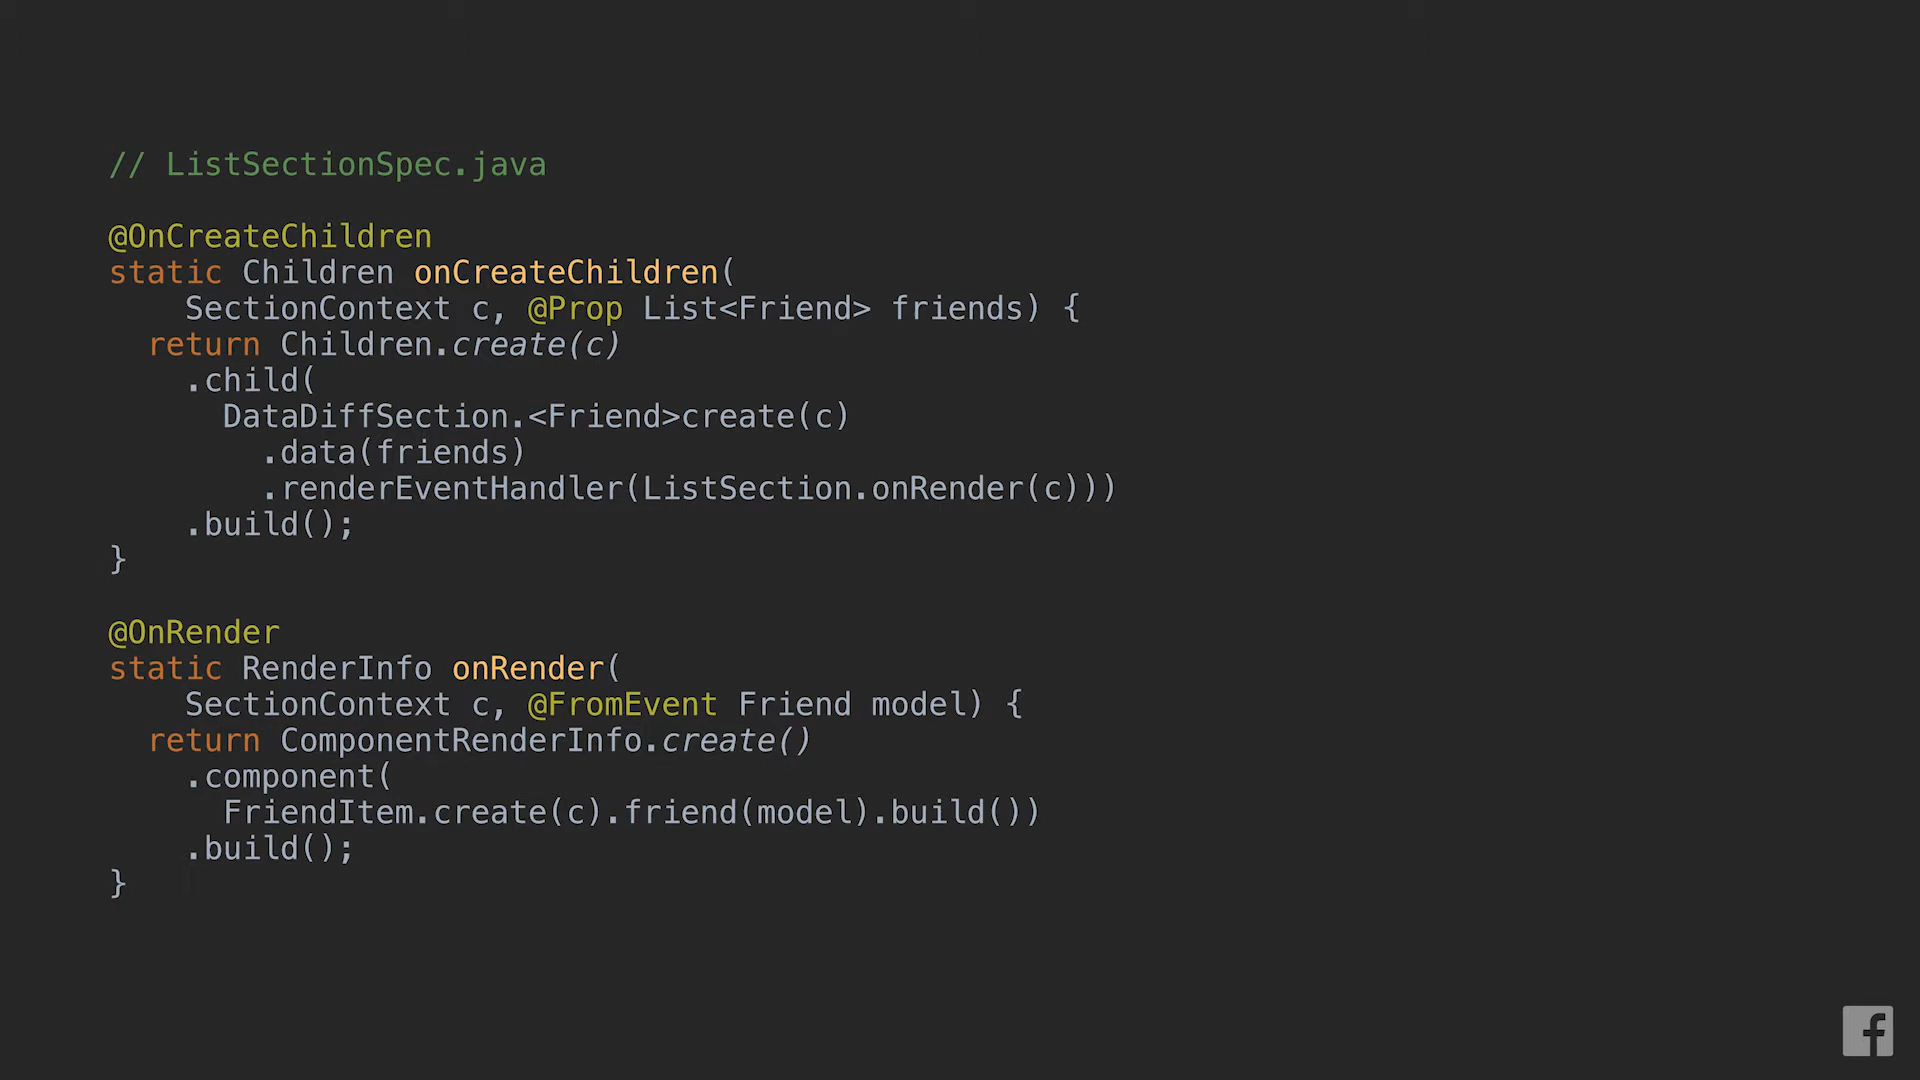 // ListSectionSpec.java
@OnCreateChildren
static Children onCreateChildren(
SectionContext c, @Prop List<Friend> friends) {
return Children.create(c)
.child(
DataDiffSection.<Friend>create(c)
.data(friends)
.renderEventHandler(ListSection.onRender(c)))
.build();
}
@OnRender
static RenderInfo onRender(
SectionContext c, @FromEvent Friend model) {
return ComponentRenderInfo.create()
.component(
FriendItem.create(c).friend(model).build())
.build();
}
f